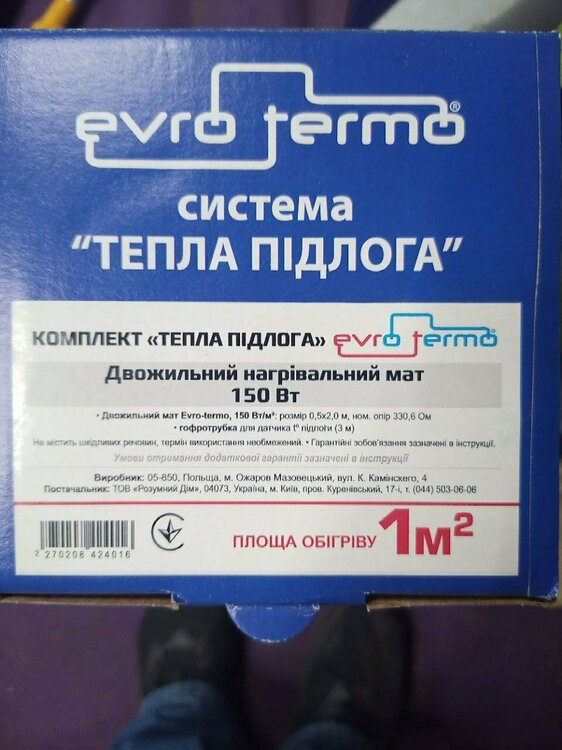 evro termo®
система
"ТЕПЛА ПІДЛОГА"
КОМПЛЕКТ «ТЕПЛА ПІДЛОГА» evro termo®
Двожильний нагрівальний мат
150 Вт
• Двожильний мат Evro-termo, 150 Вт/м²: розмір 0,5х2,0 м, ном. опір 330,6 Ом
• гофротрубка для датчика t° підлоги (3 м)
Не містить шкідливих речовин, термін використання необмежений. • Гарантійні зобов'язання зазначені в інструкції.
Умови отримання додаткової гарантії зазначені в інструкції
Виробник: 05-850, Польща, м. Ожаров Мазовецький, вул. К. Камінскего, 4
Постачальник: ТОВ «Розумний Дім», 04073, Україна, м. Київ, пров. Куренівський, 17-і, т. (044) 503-06-06
2 270208 424016
ПЛОЩА ОБІГРІВУ 1м²